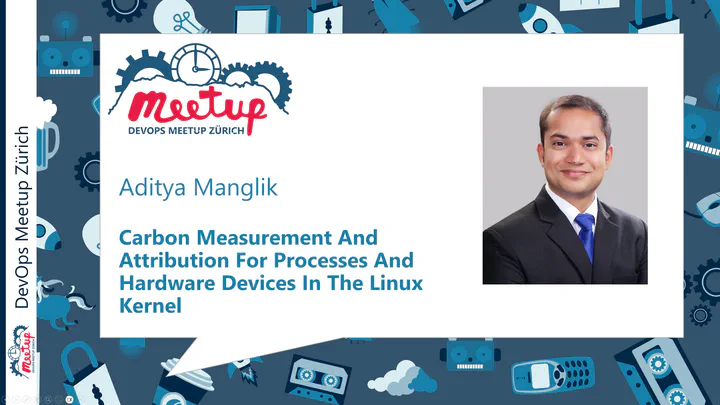 meetup
DEVOPS MEETUP ZÜRICH
Aditya Manglik
Carbon Measurement And
Attribution For Processes And
Hardware Devices In The Linux
Kernel
DevOps Meetup Zürich
meetup